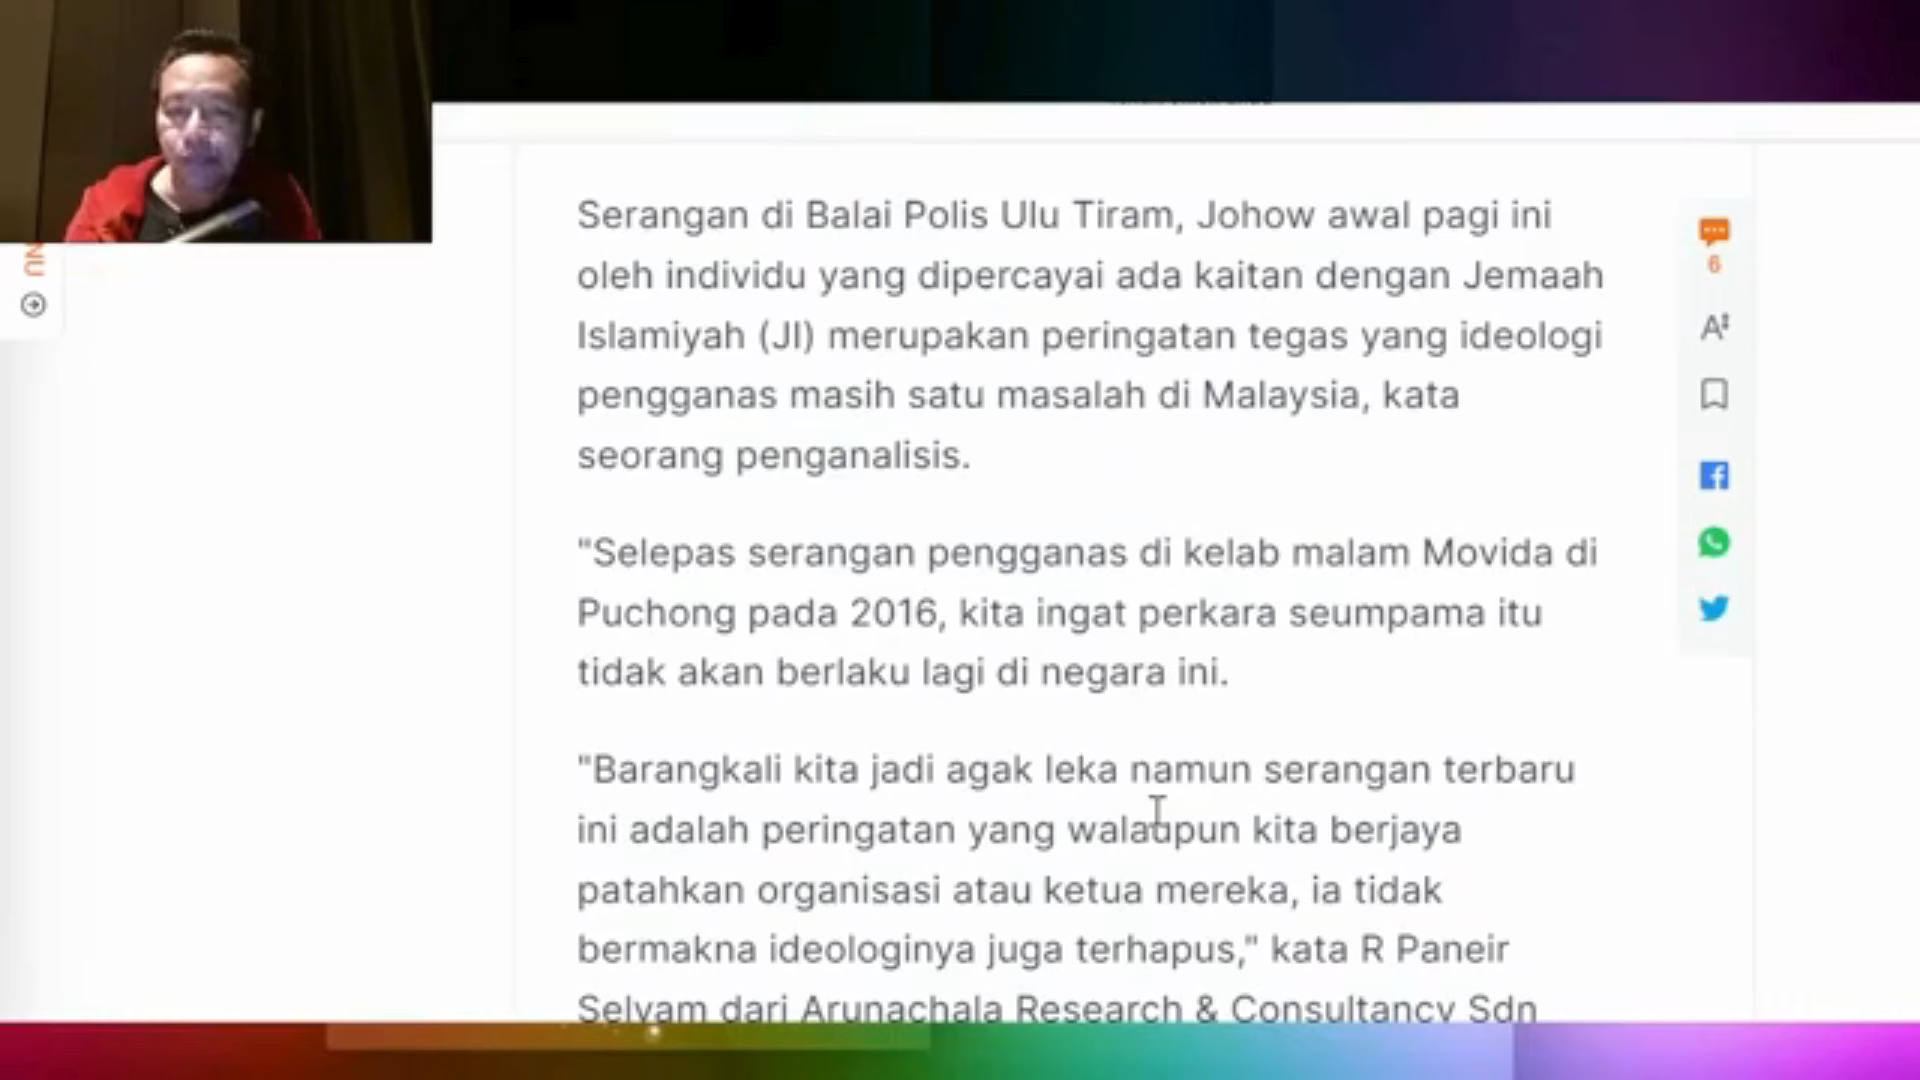 Serangan di Balai Polis Ulu Tiram, Johow awal pagi ini
oleh individu yang dipercayai ada kaitan dengan Jemaah
Islamiyah (JI) merupakan peringatan tegas yang ideologi
pengganas masih satu masalah di Malaysia, kata
seorang penganalisis.
"Selepas serangan pengganas di kelab malam Movida di
Puchong pada 2016, kita ingat perkara seumpama itu
tidak akan berlaku lagi di negara ini.
"Barangkali kita jadi agak leka namun serangan terbaru
ini adalah peringatan yang walaupun kita berjaya
patahkan organisasi atau ketua mereka, ia tidak
bermakna ideologinya juga terhapus," kata R Paneir
Selvam dari Arunachala Research & Consultancy Sdn
6
NU